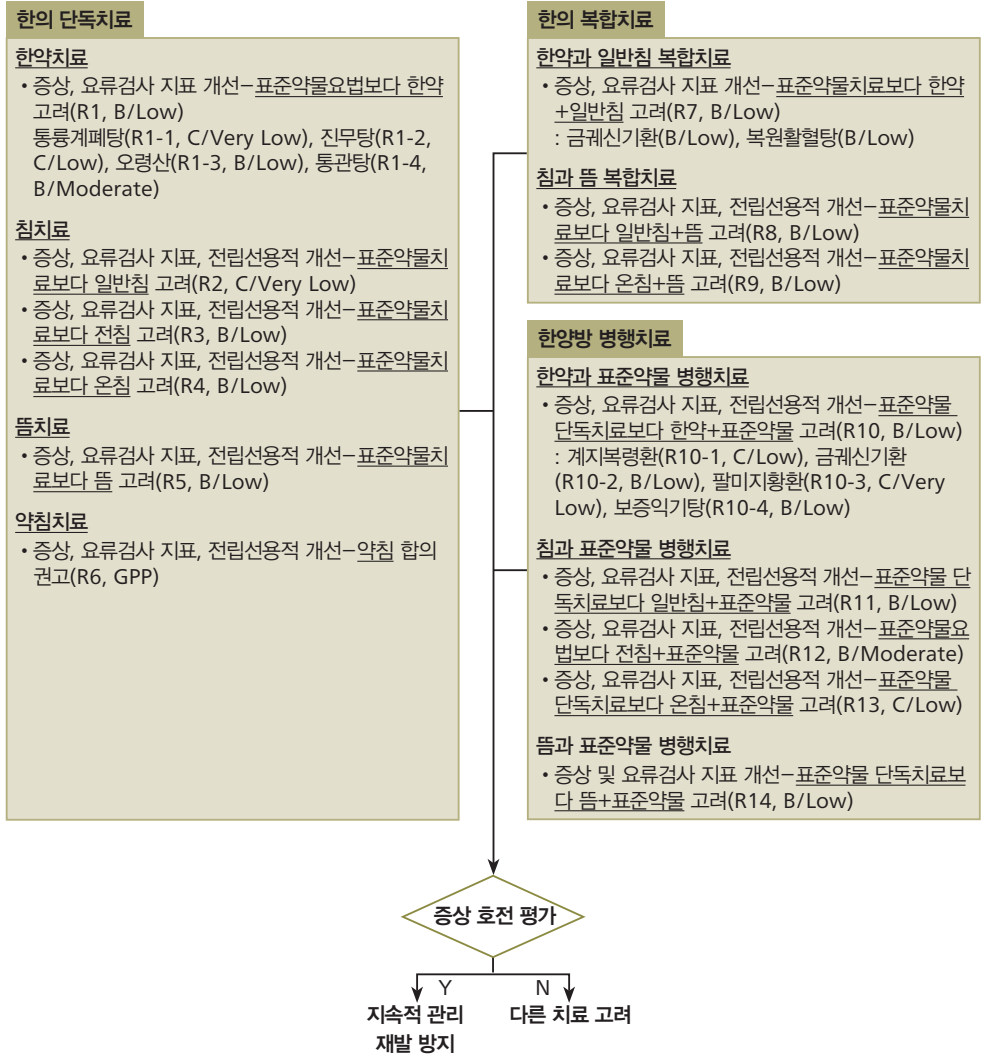 한의 단독치료
한약치료
• 증상, 요류검사 지표 개선–표준약물요법보다 한약
고려(R1, B/Low)
통륭계폐탕(R1-1, C/Very Low), 진무탕(R1-2,
C/Low), 오령산(R1-3, B/Low), 통관탕(R1-4,
B/Moderate)
침치료
• 증상, 요류검사 지표, 전립선용적 개선–표준약물치
료보다 일반침 고려(R2, C/Very Low)
• 증상, 요류검사 지표, 전립선용적 개선–표준약물치
료보다 전침 고려(R3, B/Low)
• 증상, 요류검사 지표, 전립선용적 개선–표준약물치
료보다 온침 고려(R4, B/Low)
뜸치료
• 증상, 요류검사 지표, 전립선용적 개선–표준약물치
료보다 뜸 고려(R5, B/Low)
약침치료
• 증상, 요류검사 지표, 전립선용적 개선–약침 합의
권고(R6, GPP)
한의 복합치료
한약과 일반침 복합치료
• 증상, 요류검사 지표 개선–표준약물치료보다 한약
+일반침 고려(R7, B/Low)
: 금궤신기환(B/Low), 복원활혈탕(B/Low)
침과 뜸 복합치료
• 증상, 요류검사 지표, 전립선용적 개선–표준약물치
료보다 일반침+뜸 고려(R8, B/Low)
• 증상, 요류검사 지표, 전립선용적 개선–표준약물치
료보다 온침+뜸 고려(R9, B/Low)
한양방 병행치료
한약과 표준약물 병행치료
• 증상, 요류검사 지표, 전립선용적 개선–표준약물
단독치료보다 한약+표준약물 고려(R10, B/Low)
: 계지복령환(R10-1, C/Low), 금궤신기환
(R10-2, B/Low), 팔미지황환(R10-3, C/Very
Low), 보증익기탕(R10-4, B/Low)
침과 표준약물 병행치료
• 증상, 요류검사 지표, 전립선용적 개선–표준약물 단
독치료보다 일반침+표준약물 고려(R11, B/Low)
• 증상, 요류검사 지표, 전립선용적 개선–표준약물요
법보다 전침+표준약물 고려(R12, B/Moderate)
• 증상, 요류검사 지표, 전립선용적 개선–표준약물
단독치료보다 온침+표준약물 고려(R13, C/Low)
뜸과 표준약물 병행치료
• 증상 및 요류검사 지표 개선–표준약물 단독치료보
다 뜸+표준약물 고려(R14, B/Low)
증상 호전 평가
Y N
지속적 관리 다른 치료 고려
재발 방지